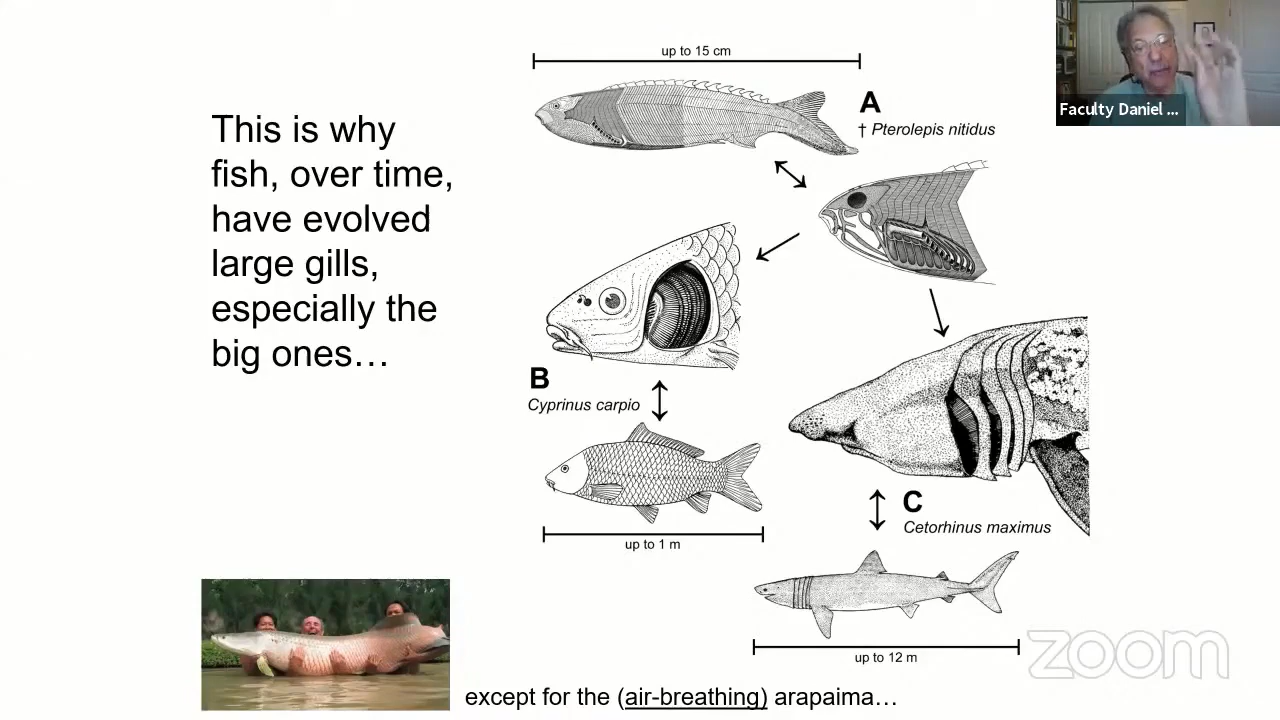 up to 15 cm
A
† Pterolepis nitidus
Faculty Daniel ...
This is why
fish, over time,
have evolved
large gills,
especially the
big ones…
B
Cyprinus carpio
up to 1 m
C
Cetorhinus maximus
up to 12 m
zoom
except for the (air-breathing) arapaima…